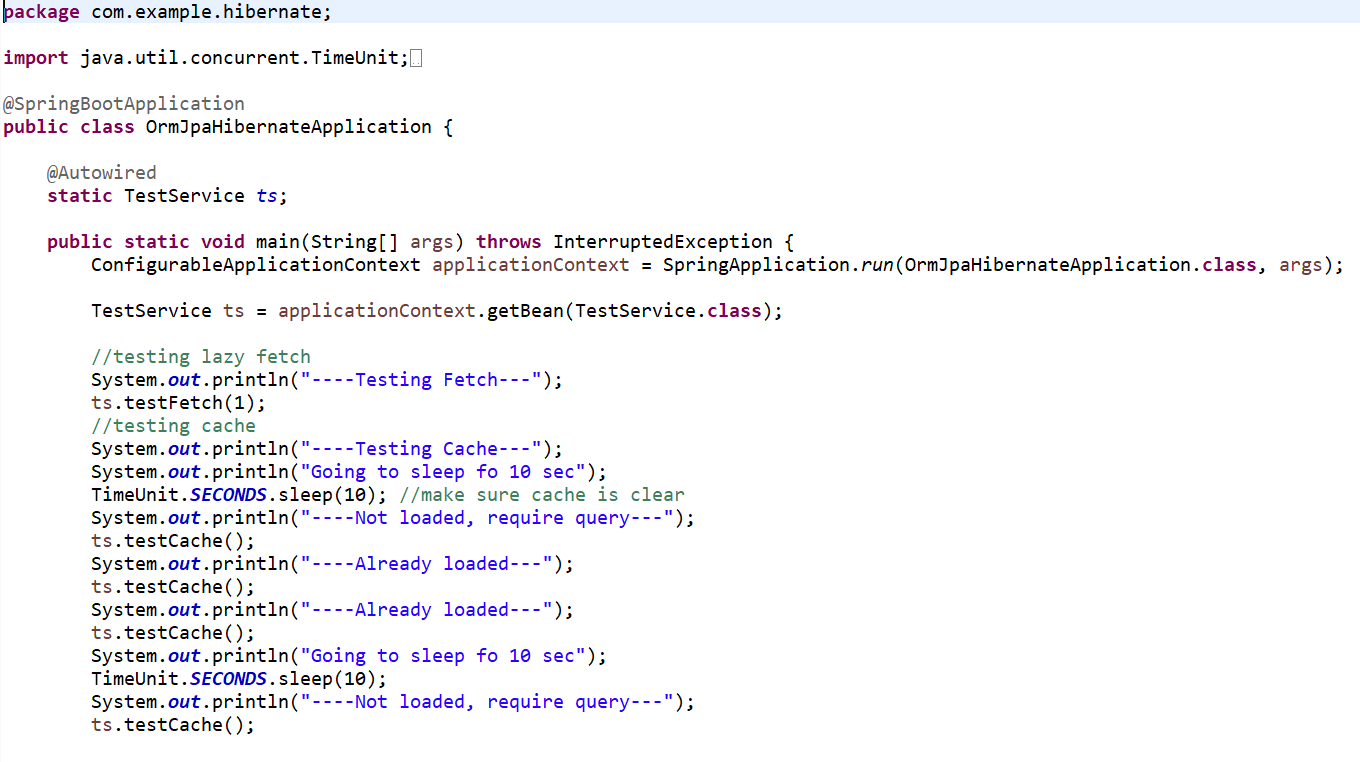 package com.example.hibernate;
import java.util.concurrent.TimeUnit;
@SpringBootApplication
public class OrmJpaHibernateApplication {
@Autowired
static TestService ts;
public static void main(String[] args) throws InterruptedException {
ConfigurableApplicationContext applicationContext = SpringApplication.run(OrmJpaHibernateApplication.class, args);
TestService ts = applicationContext.getBean(TestService.class);
//testing lazy fetch
System.out.println("----Testing Fetch---");
ts.testFetch(1);
//testing cache
System.out.println("----Testing Cache---");
System.out.println("Going to sleep fo 10 sec");
TimeUnit.SECONDS.sleep(10); //make sure cache is clear
System.out.println("----Not loaded, require query---");
ts.testCache();
System.out.println("----Already loaded---");
ts.testCache();
System.out.println("----Already loaded---");
ts.testCache();
System.out.println("Going to sleep fo 10 sec");
TimeUnit.SECONDS.sleep(10);
System.out.println("----Not loaded, require query---");
ts.testCache();